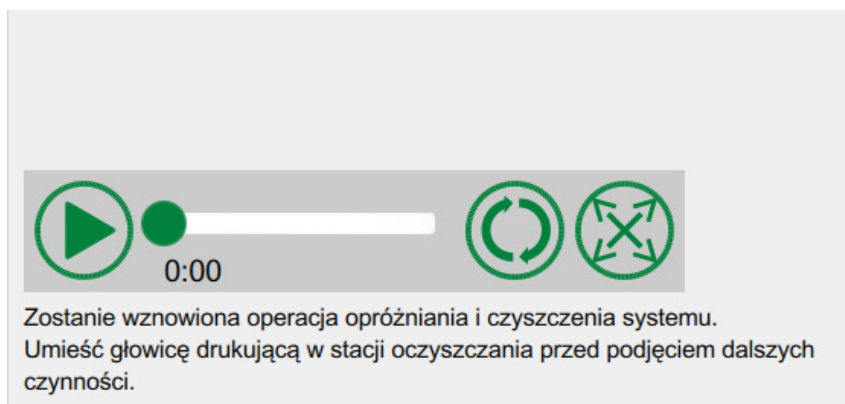 0:00
Zostanie wznowiona operacja opróżniania i czyszczenia systemu.
Umieść głowicę drukującą w stacji oczyszczania przed podjęciem dalszych
czynności.